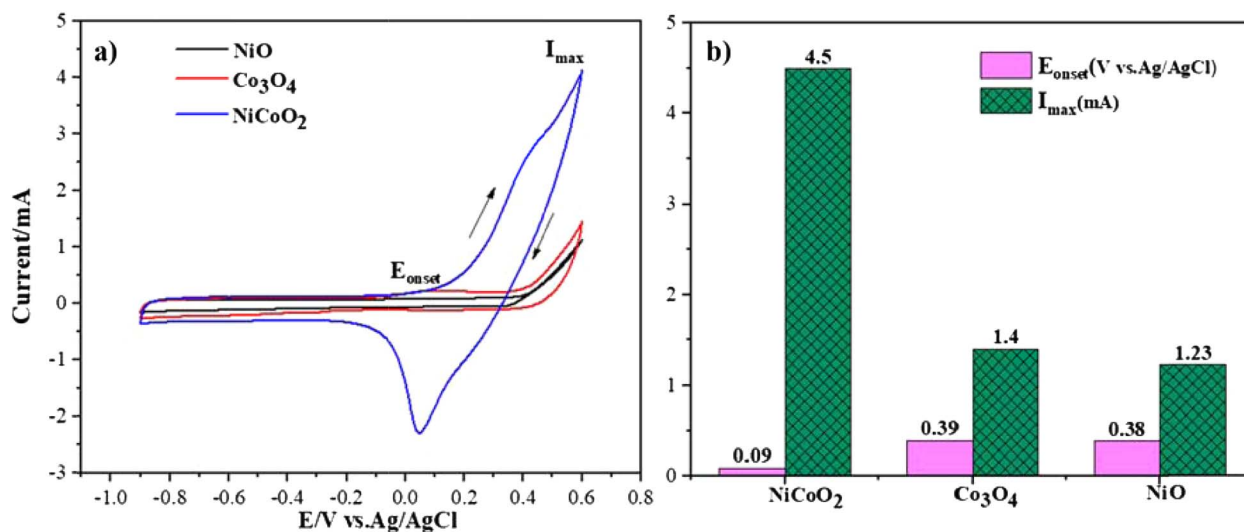 a)
NiO
Co3O4
NiCoO2
Imax
Eonset
Current/mA
5
4
3
2
1
0
-1
-2
-3
-1.0 -0.8 -0.6 -0.4 -0.2 0.0 0.2 0.4 0.6 0.8
E/V vs.Ag/AgCl
b)
Eonset(V vs.Ag/AgCl)
Imax(mA)
5
4
3
2
1
0
4.5
1.4
1.23
0.09
0.39
0.38
NiCoO2 Co3O4 NiO